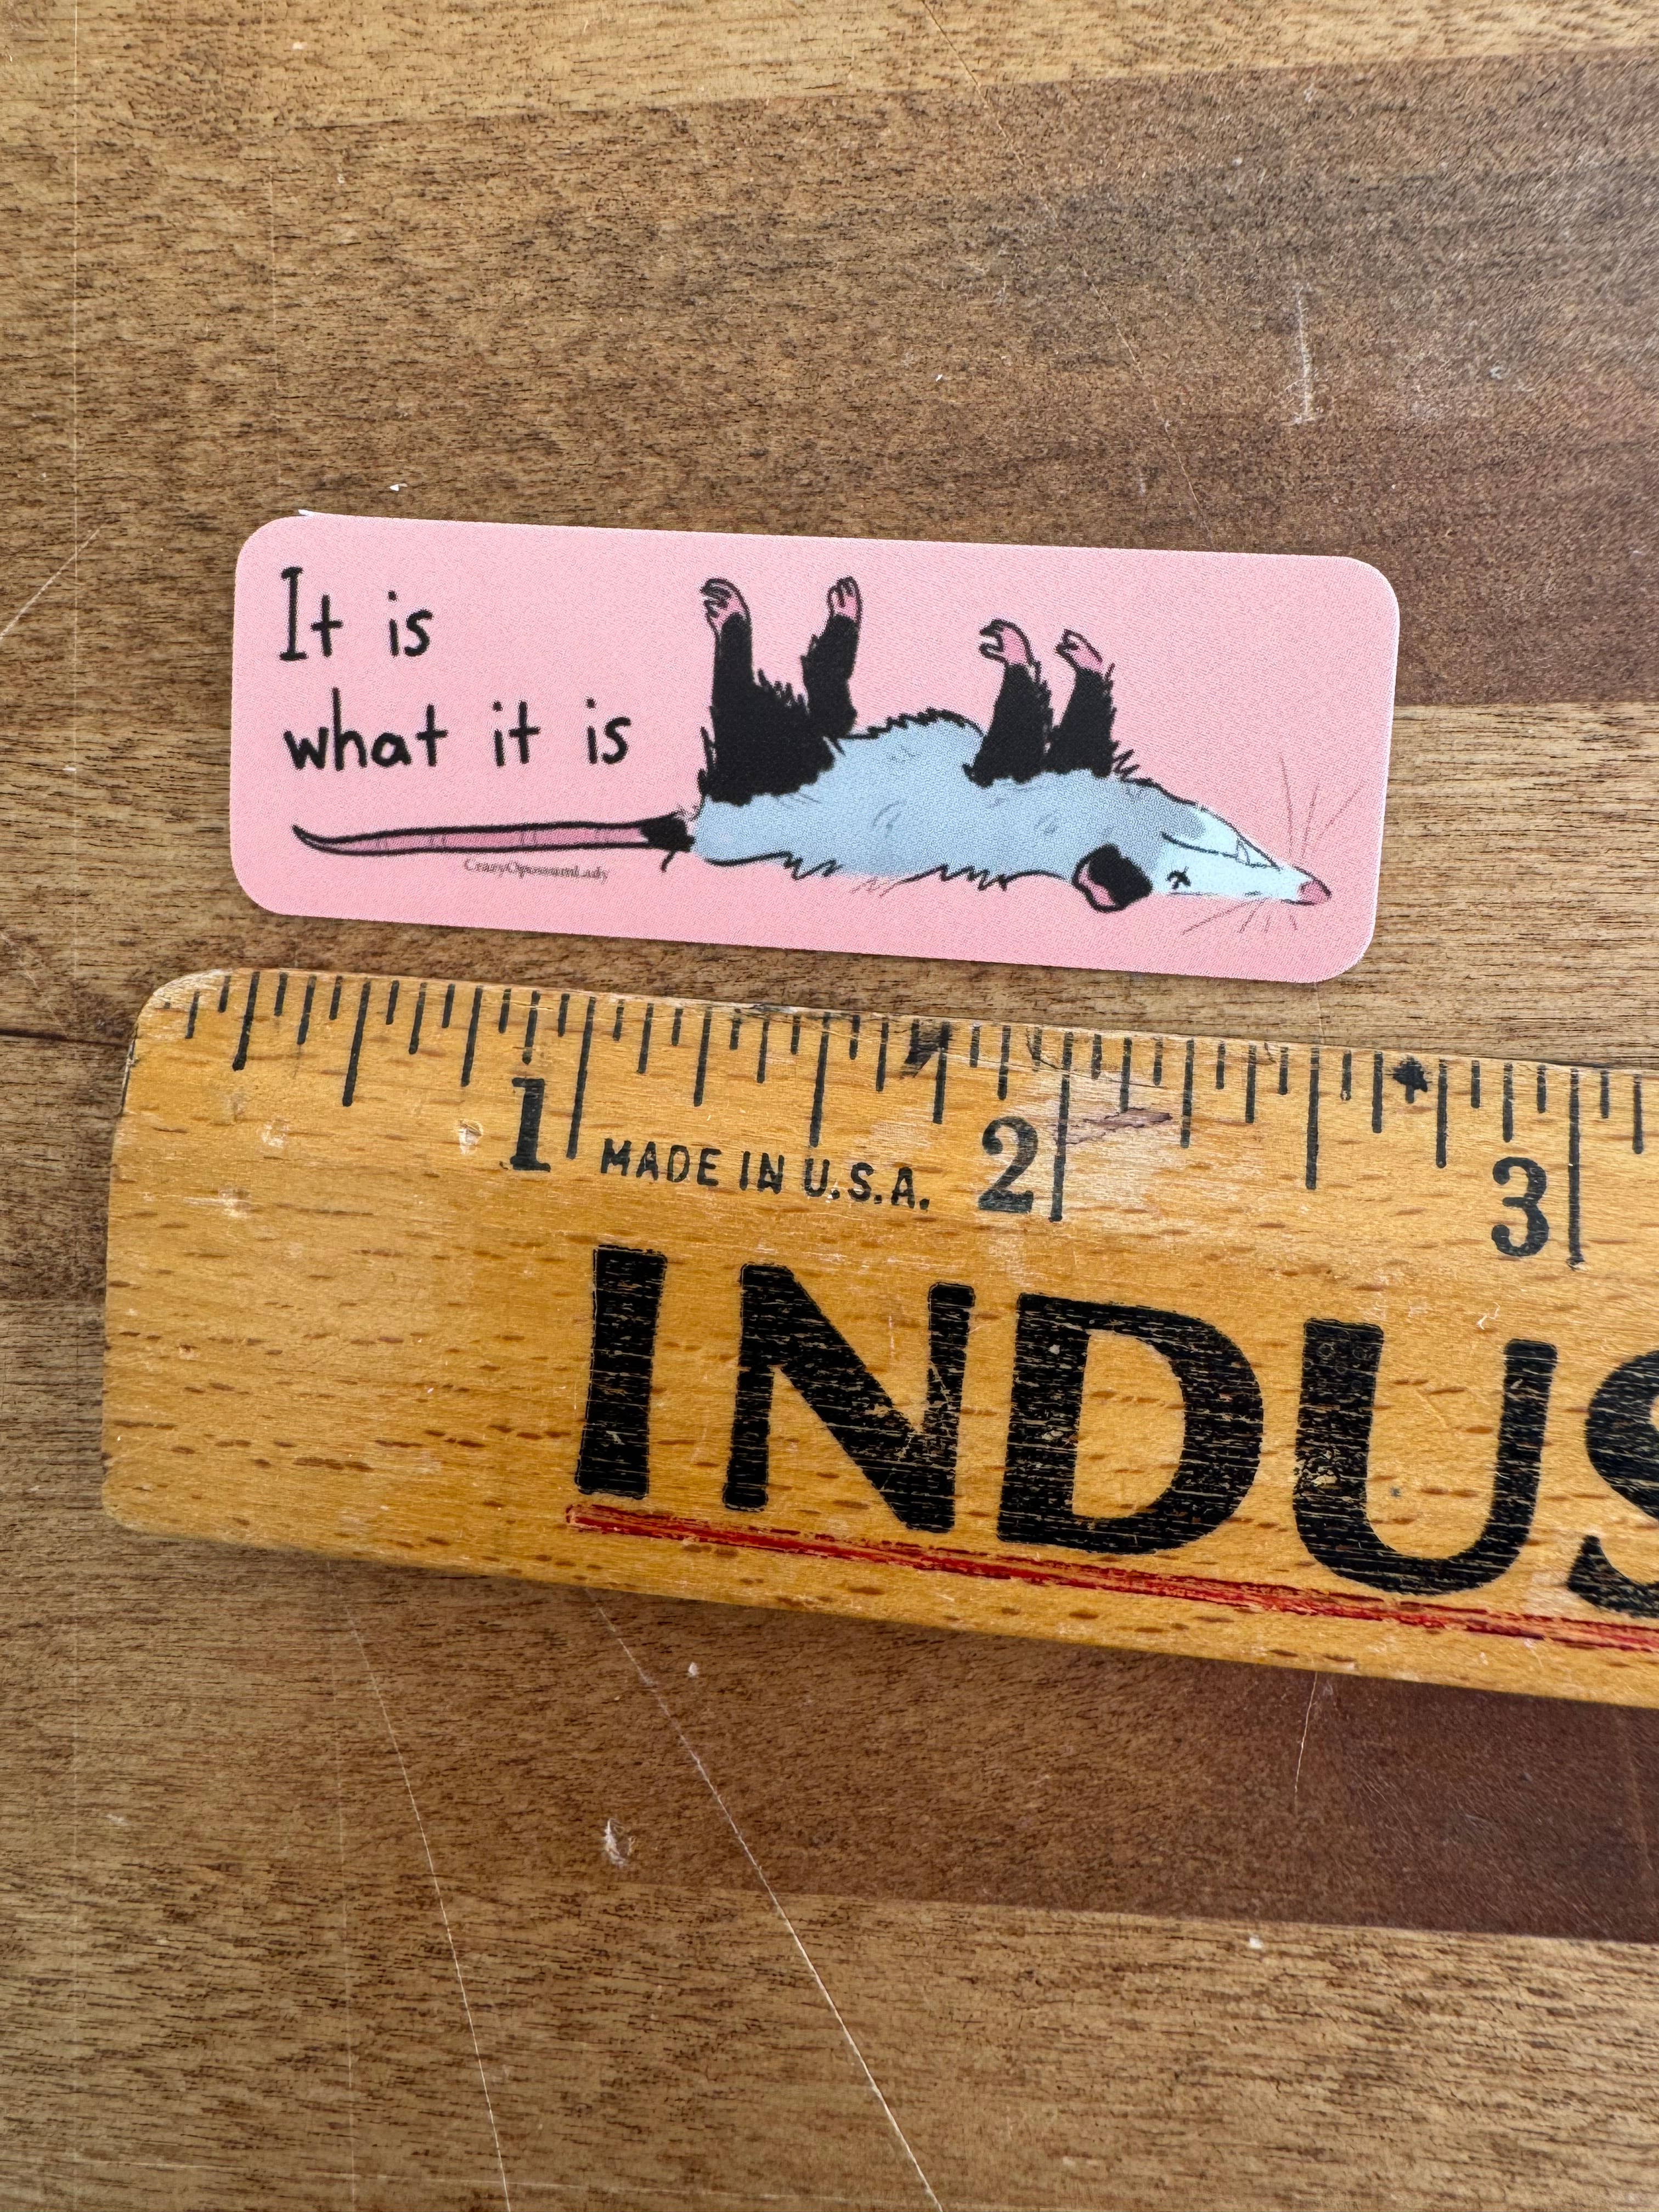 It is
what it is
CrazyOpossumLady
1
MADE IN U.S.A.
2
3
INDUS